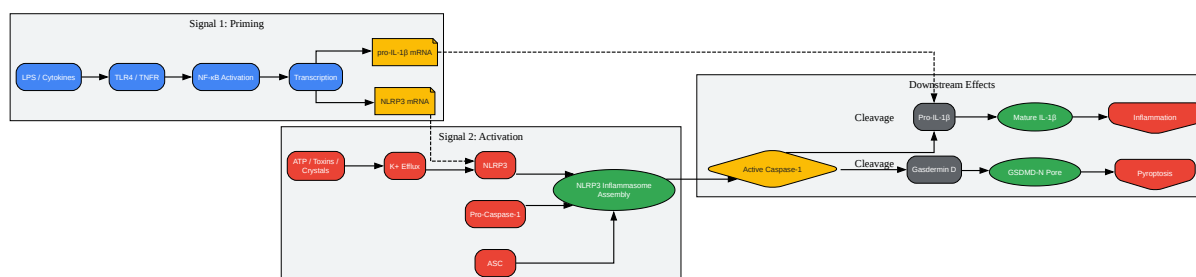 Signal 1: Priming
LPS / Cytokines
TLR4 / TNFR
NF-κB Activation
Transcription
pro-IL-1β mRNA
NLRP3 mRNA
Signal 2: Activation
ATP / Toxins /
Crystals
K+ Efflux
NLRP3
Pro-Caspase-1
ASC
NLRP3 Inflammasome
Assembly
Downstream Effects
Active Caspase-1
Cleavage
Cleavage
Pro-IL-1β
Mature IL-1β
Inflammation
Gasdermin D
GSDMD-N Pore
Pyroptosis